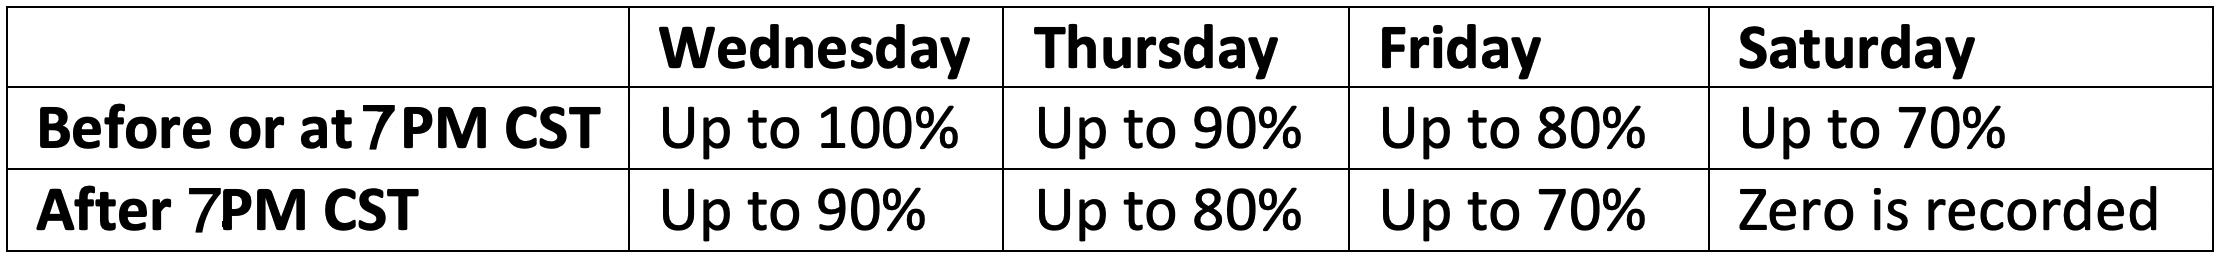 Wednesday Thursday Friday Saturday
Before or at 7PM CST Up to 100% Up to 90% Up to 80% Up to 70%
After 7PM CST Up to 90% Up to 80% Up to 70% Zero is recorded